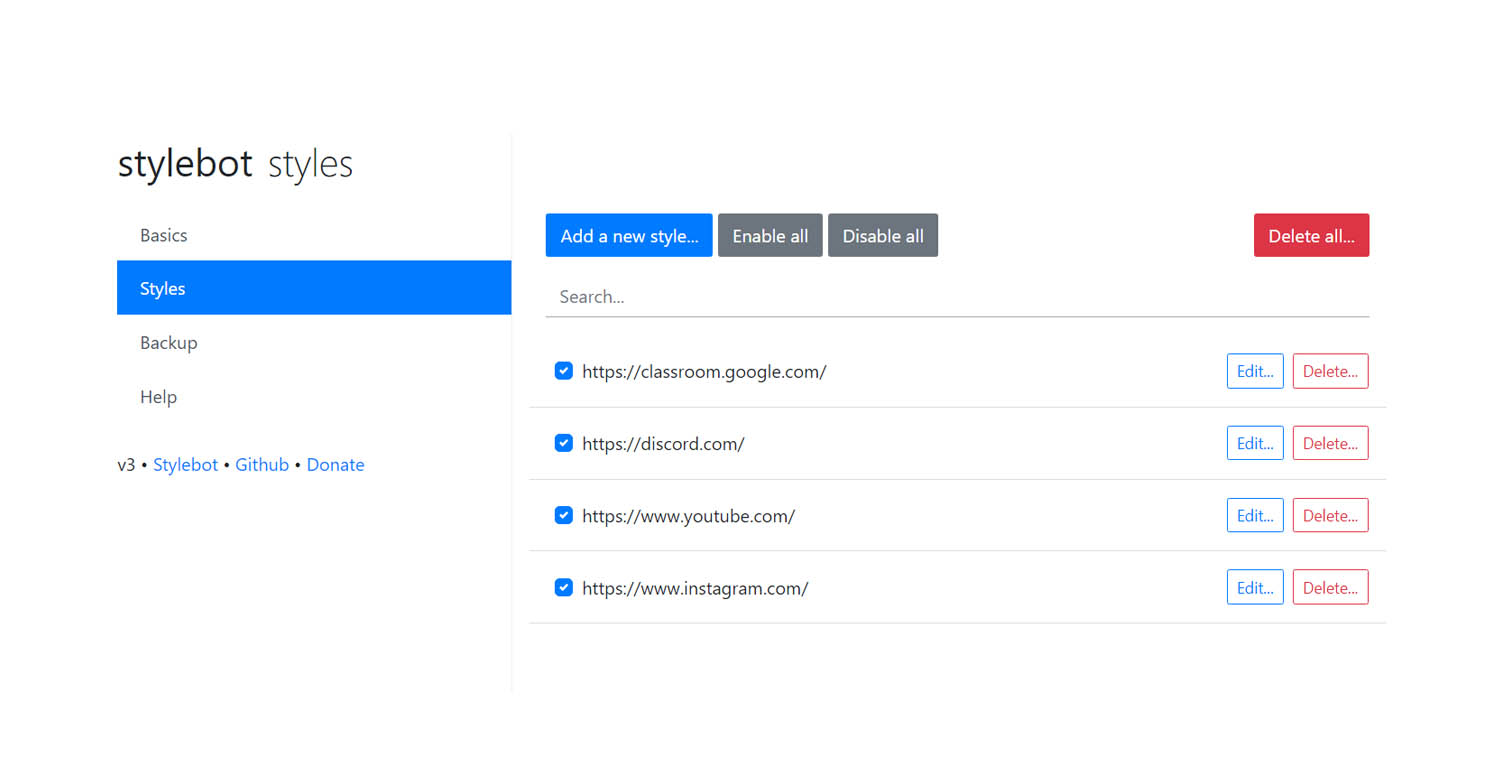 stylebot styles
Basics
Styles
Backup
Help
v3 • Stylebot • Github • Donate
Add a new style... Enable all Disable all Delete all...
Search...
https://classroom.google.com/ Edit... Delete...
https://discord.com/ Edit... Delete...
https://www.youtube.com/ Edit... Delete...
https://www.instagram.com/ Edit... Delete...